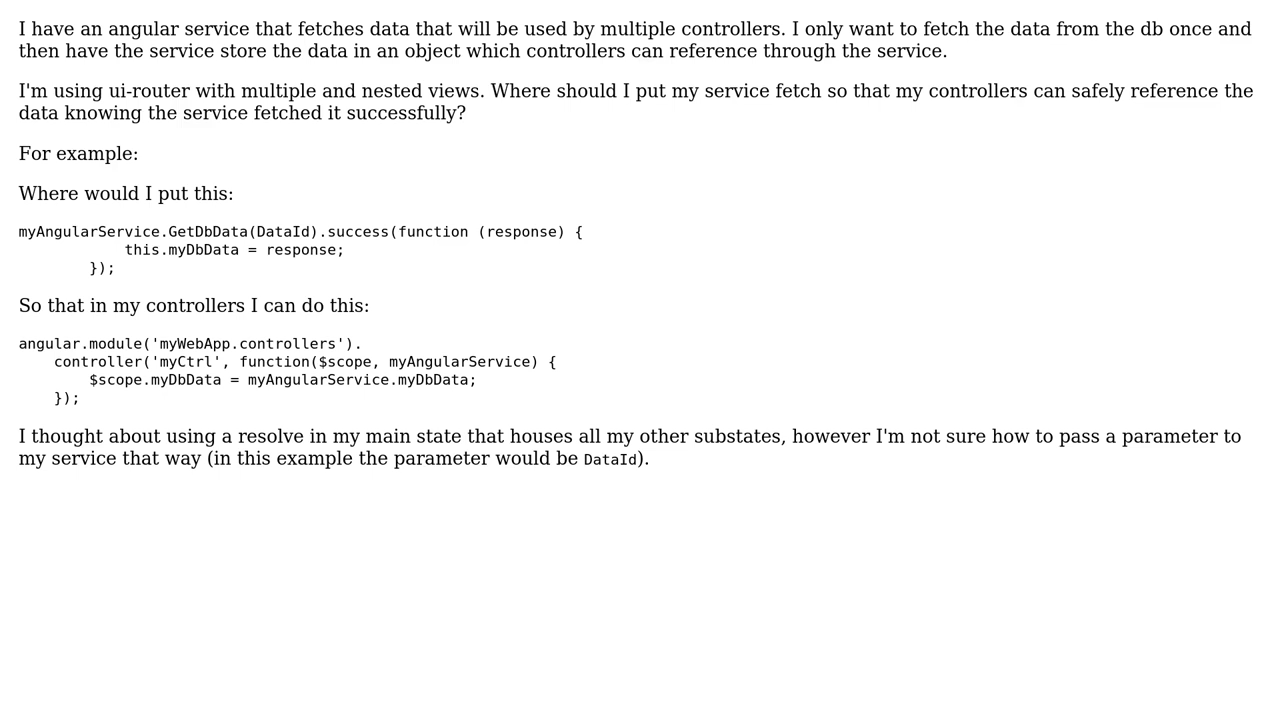 I have an angular service that fetches data that will be used by multiple controllers. I only want to fetch the data from the db once and
then have the service store the data in an object which controllers can reference through the service.
I'm using ui-router with multiple and nested views. Where should I put my service fetch so that my controllers can safely reference the
data knowing the service fetched it successfully?
For example:
Where would I put this:
myAngularService.GetDbData(DataId).success(function (response) {
            this.myDbData = response;
        });
So that in my controllers I can do this:
angular.module('myWebApp.controllers').
    controller('myCtrl', function($scope, myAngularService) {
        $scope.myDbData = myAngularService.myDbData;
    });
I thought about using a resolve in my main state that houses all my other substates, however I'm not sure how to pass a parameter to
my service that way (in this example the parameter would be DataId).